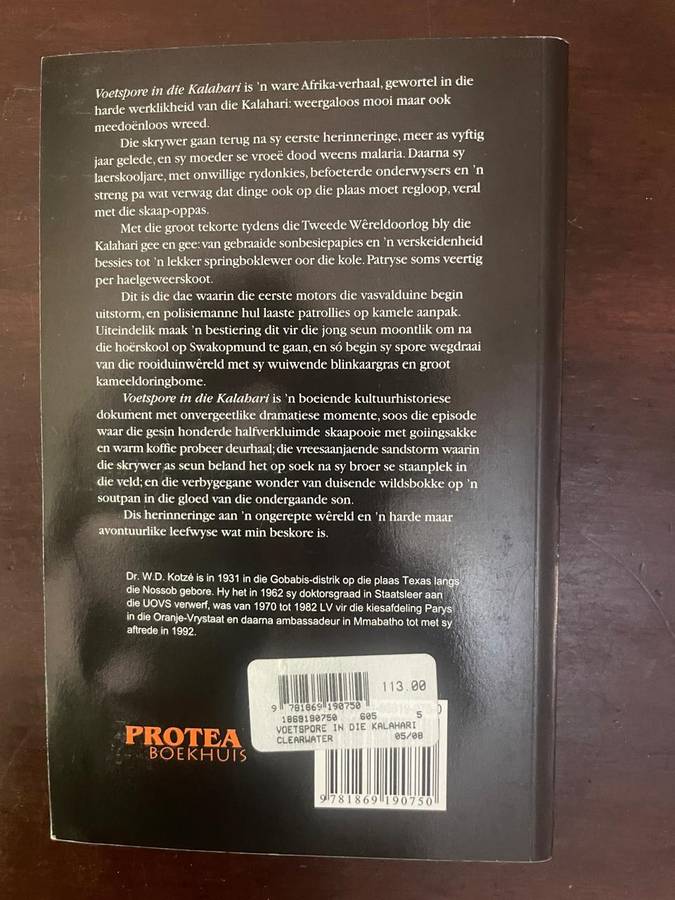 Voetspore in die Kalahari is 'n ware Afrika-verhaal, gewortel in die
harde werklikheid van die Kalahari: weergaloos mooi maar ook
meedoënloos wreed.
Die skrywer gaan terug na sy eerste herinneringe, meer as vyftig
jaar gelede, en sy moeder se vroeë dood weens malaria. Daarna sy
laerskooljare, met onwillige rydonkies, befoeterde onderwysers en 'n
streng pa wat verwag dat dinge ook op die plaas moet regloop, veral
met die skaap-oppas.
Met die groot tekorte tydens die Tweede Wêreldoorlog bly die
Kalahari gee en gee: van gebraaide sonbesiepapies en 'n verskeidenheid
bessies tot 'n lekker springboklewer oor die kole. Patryse soms veertig
per haelgeweerskoot.
Dit is die dae waarin die eerste motors die vasvalduine begin
uitstorm, en polisiemanne hul laaste patrollies op kamele aanpak.
Uiteindelik maak 'n bestiering dit vir die jong seun moontlik om na
die hoërskool op Swakopmund te gaan, en só begin sy spore wegdraai
van die rooiduinwêreld met sy wuiwende blinkaargras en groot
kameeldoringbome.
Voetspore in die Kalahari is 'n boeiende kultuurhistoriese
dokument met onvergeetlike dramatiese momente, soos die episode
waar die gesin honderde halfverkluimde skaapooie met goiingsakke
en warm koffie probeer deurhaal; die vreesaanjaende sandstorm waarin
die skrywer as seun beland het op soek na sy broer se staanplek in
die veld; en die verbygegane wonder van duisende wildsbokke op 'n
soutpan in die gloed van die ondergaande son.
Dis herinneringe aan 'n ongerepte wêreld en 'n harde maar
avontuurlike leefwyse wat min beskore is.
Dr. W.D. Kotzé is in 1931 in die Gobabis-distrik op die plaas Texas langs
die Nossob gebore. Hy het in 1962 sy doktorsgraad in Staatsleer aan
die UOVS verwerf, was van 1970 tot 1982 LV vir die kiesafdeling Parys
in die Oranje-Vrystaat en daarna ambassadeur in Mmabatho tot met sy
aftrede in 1992.
113.00
9 781869 190750
1869190750 605 5
VOETSPORE IN DIE KALAHARI
CLEARWATER 05/08
PROTEA
BOEKHUIS
9 781869 190750